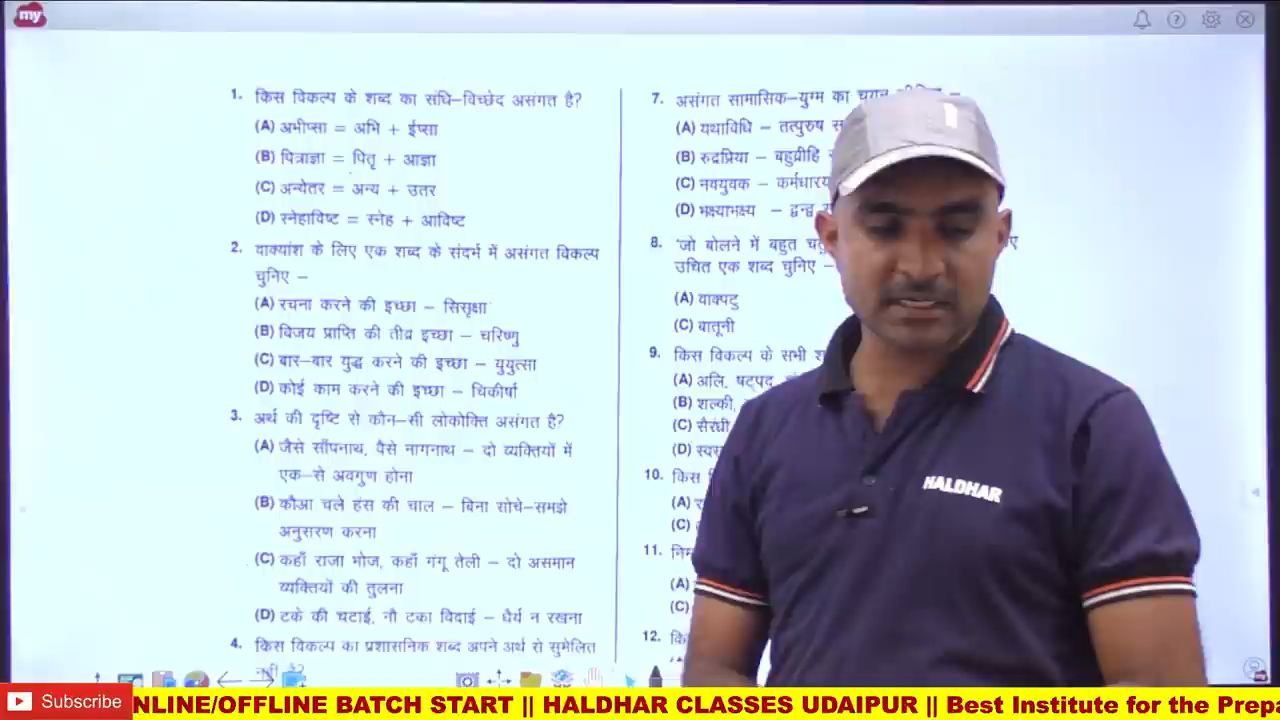 my
1. किस विकल्प के शब्द का संधि–विच्छेद असंगत है?
(A) अभीप्सा = अभि + ईप्सा
(B) पित्राज्ञा = पितृ + आज्ञा
(C) अन्येतर = अन्य + उतर
(D) स्नेहाविष्ट = स्नेह + आविष्ट
2. वाक्यांश के लिए एक शब्द के संदर्भ में असंगत विकल्प
चुनिए –
(A) रचना करने की इच्छा – सिसृक्षा
(B) विजय प्राप्ति की तीव्र इच्छा – चरिष्णु
(C) बार–बार युद्ध करने की इच्छा – युयुत्सा
(D) कोई काम करने की इच्छा – चिकीर्षा
3. अर्थ की दृष्टि से कौन–सी लोकोक्ति असंगत है?
(A) जैसे साँपनाथ, वैसे नागनाथ – दो व्यक्तियों में
एक–से अवगुण होना
(B) कौआ चले हंस की चाल – बिना सोचे–समझे
अनुसरण करना
(C) कहाँ राजा भोज, कहाँ गंगू तेली – दो असमान
व्यक्तियों की तुलना
(D) टके की चटाई, नौ टका विदाई – धैर्य न रखना
4. किस विकल्प का प्रशासनिक शब्द अपने अर्थ से सुमेलित
7. असंगत सामासिक–युग्म का
(A) यथाविधि – तत्पुरुष
(B) रुद्रप्रिया – बहुव्रीहि
(C) नवयुवक – कर्मधारय
(D) भक्ष्याभक्ष्य – द्वन्द्व
8. 'जो बोलने में बहुत
उचित एक शब्द चुनिए –
(A) वाक्पटु
(C) बातूनी
9. किस विकल्प के सभी
(A) अलि, षट्पद,
(B) शल्की,
(C) सैरंध्री
(D)
10. किस
(A)
(C)
11.
(A)
(C)
12.
HALDHAR
Subscribe
NLINE/OFFLINE BATCH START || HALDHAR CLASSES UDAIPUR || Best Institute for the Prepa